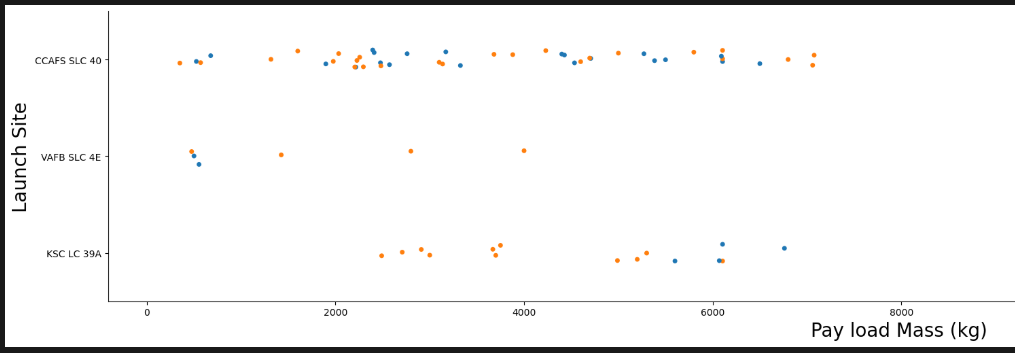 Launch Site
CCAFS SLC 40
VAFB SLC 4E
KSC LC 39A
0 2000 4000 6000 8000
Pay load Mass (kg)